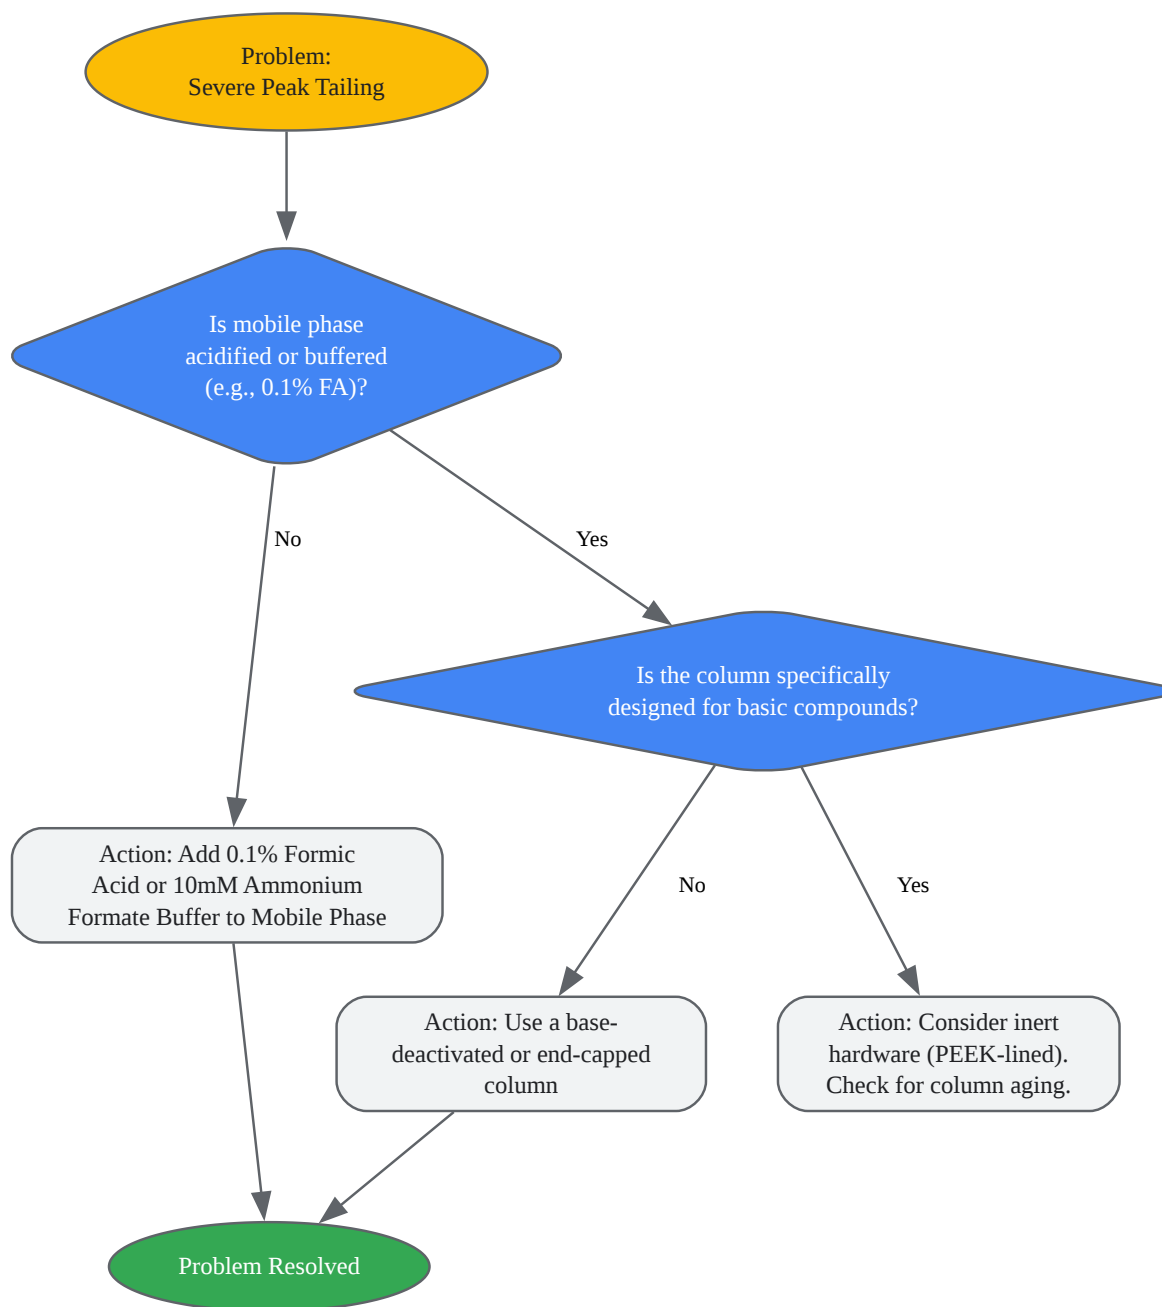 Problem:
Severe Peak Tailing
Is mobile phase
acidified or buffered
(e.g., 0.1% FA)?
No
Yes
Is the column specifically
designed for basic compounds?
Action: Add 0.1% Formic
Acid or 10mM Ammonium
Formate Buffer to Mobile Phase
No
Yes
Action: Use a base-
deactivated or end-capped
column
Action: Consider inert
hardware (PEEK-lined).
Check for column aging.
Problem Resolved